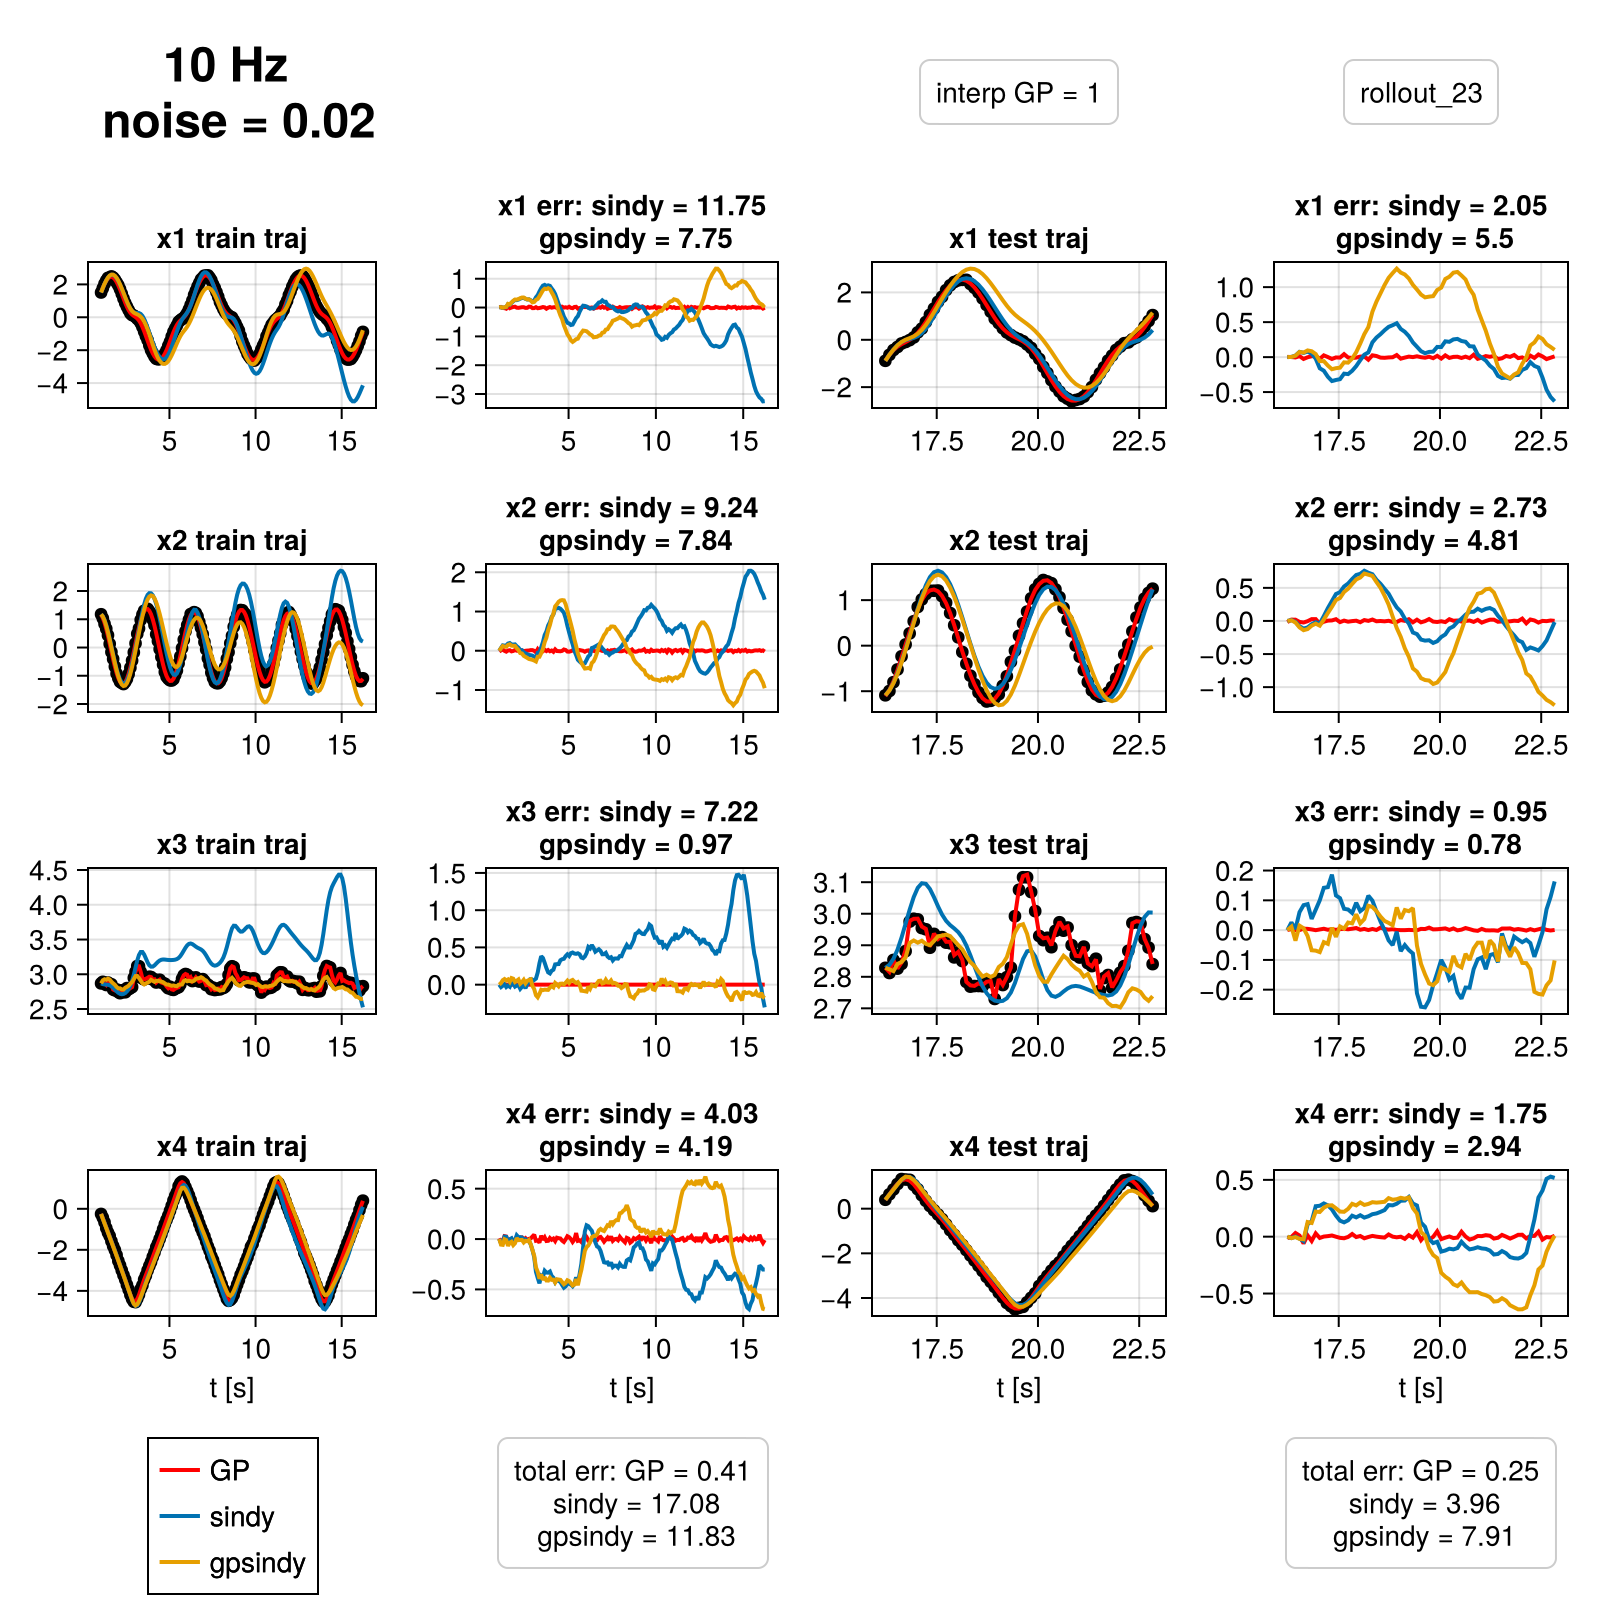 10 Hz
noise = 0.02
interp GP = 1
rollout_23
x1 train traj
2
0
−2
−4
5
10
15
x1 err: sindy = 11.75
gpsindy = 7.75
1
0
−1
−2
−3
5
10
15
x1 test traj
2
0
−2
17.5
20.0
22.5
x1 err: sindy = 2.05
gpsindy = 5.5
1.0
0.5
0.0
−0.5
17.5
20.0
22.5
x2 train traj
2
1
0
−1
−2
5
10
15
x2 err: sindy = 9.24
gpsindy = 7.84
2
1
0
−1
5
10
15
x2 test traj
1
0
−1
17.5
20.0
22.5
x2 err: sindy = 2.73
gpsindy = 4.81
0.5
0.0
−0.5
−1.0
17.5
20.0
22.5
x3 train traj
4.5
4.0
3.5
3.0
2.5
5
10
15
x3 err: sindy = 7.22
gpsindy = 0.97
1.5
1.0
0.5
0.0
5
10
15
x3 test traj
3.1
3.0
2.9
2.8
2.7
17.5
20.0
22.5
x3 err: sindy = 0.95
gpsindy = 0.78
0.2
0.1
0.0
−0.1
−0.2
17.5
20.0
22.5
x4 train traj
0
−2
−4
5
10
15
t [s]
x4 err: sindy = 4.03
gpsindy = 4.19
0.5
0.0
−0.5
5
10
15
t [s]
x4 test traj
0
−2
−4
17.5
20.0
22.5
t [s]
x4 err: sindy = 1.75
gpsindy = 2.94
0.5
0.0
−0.5
17.5
20.0
22.5
t [s]
GP
sindy
gpsindy
total err: GP = 0.41
sindy = 17.08
gpsindy = 11.83
total err: GP = 0.25
sindy = 3.96
gpsindy = 7.91